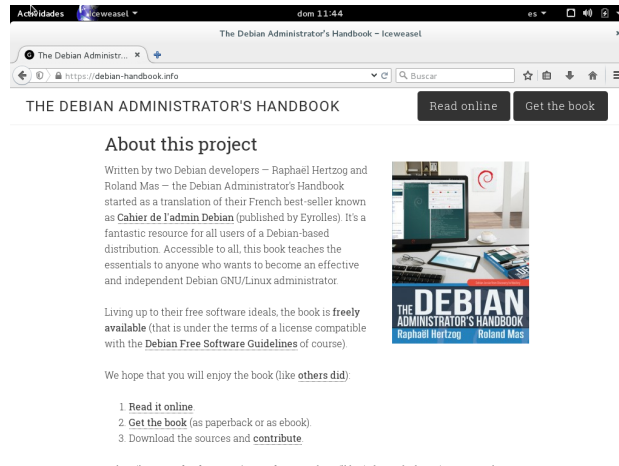 Actividades Iceweasel dom 11:44 es
The Debian Administrator's Handbook – Iceweasel
The Debian Administr...
https://debian-handbook.info Buscar
THE DEBIAN ADMINISTRATOR'S HANDBOOK Read online Get the book
About this project
Written by two Debian developers — Raphaël Hertzog and
Roland Mas — the Debian Administrator's Handbook
started as a translation of their French best-seller known
as Cahier de l'admin Debian (published by Eyrolles). It's a
fantastic resource for all users of a Debian-based
distribution. Accessible to all, this book teaches the
essentials to anyone who wants to become an effective
and independent Debian GNU/Linux administrator.
THE DEBIAN
ADMINISTRATOR'S HANDBOOK
Raphaël Hertzog Roland Mas
Living up to their free software ideals, the book is freely
available (that is under the terms of a license compatible
with the Debian Free Software Guidelines of course).
We hope that you will enjoy the book (like others did):
1. Read it online.
2. Get the book (as paperback or as ebook).
3. Download the sources and contribute.